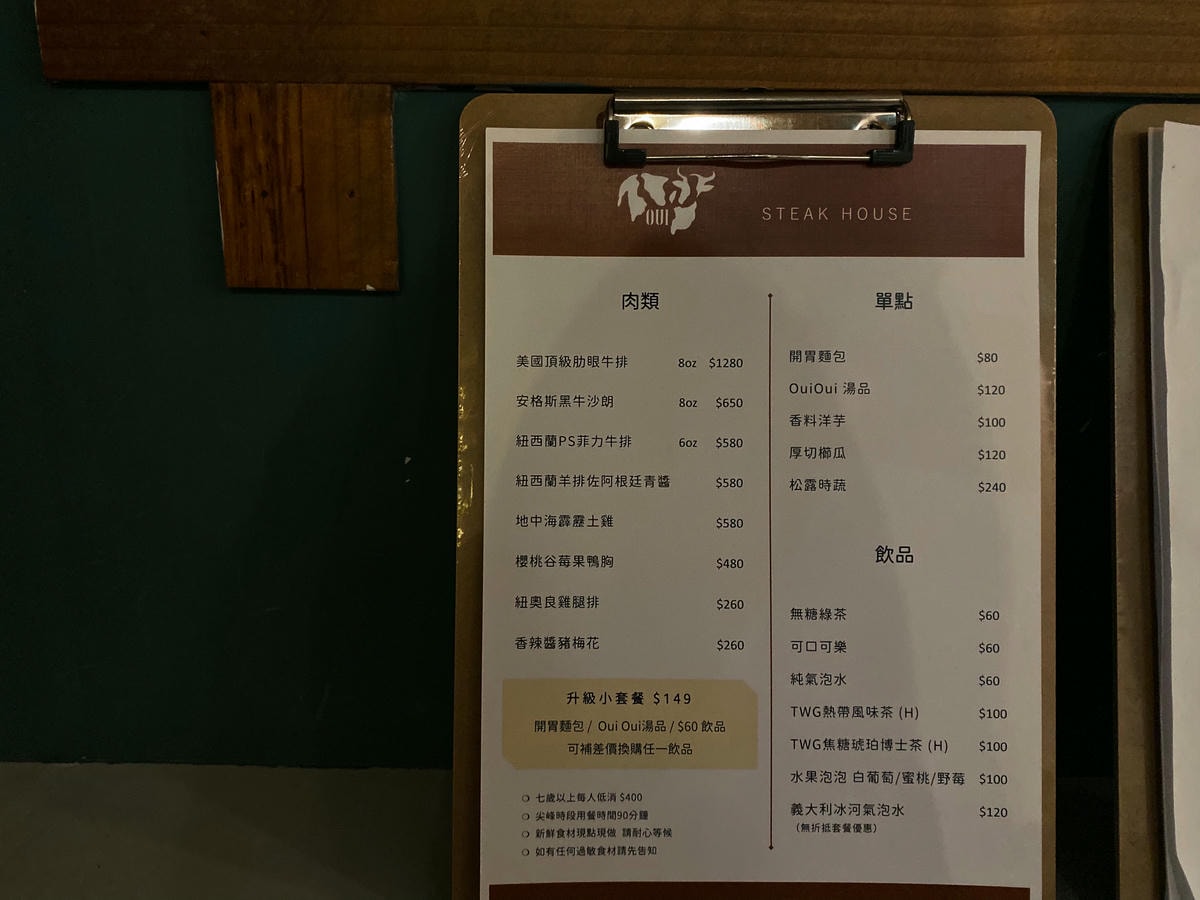 OUI
STEAK HOUSE
肉類
美國頂級肋眼牛排 8oz $1280
安格斯黑牛沙朗 8oz $650
紐西蘭PS菲力牛排 6oz $580
紐西蘭羊排佐阿根廷青醬 $580
地中海霹靂土雞 $580
櫻桃谷莓果鴨胸 $480
紐奧良雞腿排 $260
香辣醬豬梅花 $260
升級小套餐 $149
開胃麵包 / Oui Oui湯品 / $60 飲品
可補差價換購任一飲品
七歲以上每人低消 $400
尖峰時段用餐時間90分鐘
新鮮食材現點現做 請耐心等候
如有任何過敏食材請先告知
單點
開胃麵包 $80
OuiOui 湯品 $120
香料洋芋 $100
厚切櫛瓜 $120
松露時蔬 $240
飲品
無糖綠茶 $60
可口可樂 $60
純氣泡水 $60
TWG熱帶風味茶 (H) $100
TWG焦糖琥珀博士茶 (H) $100
水果泡泡 白葡萄/蜜桃/野莓 $100
義大利冰河氣泡水 $120
(無折抵套餐優惠)